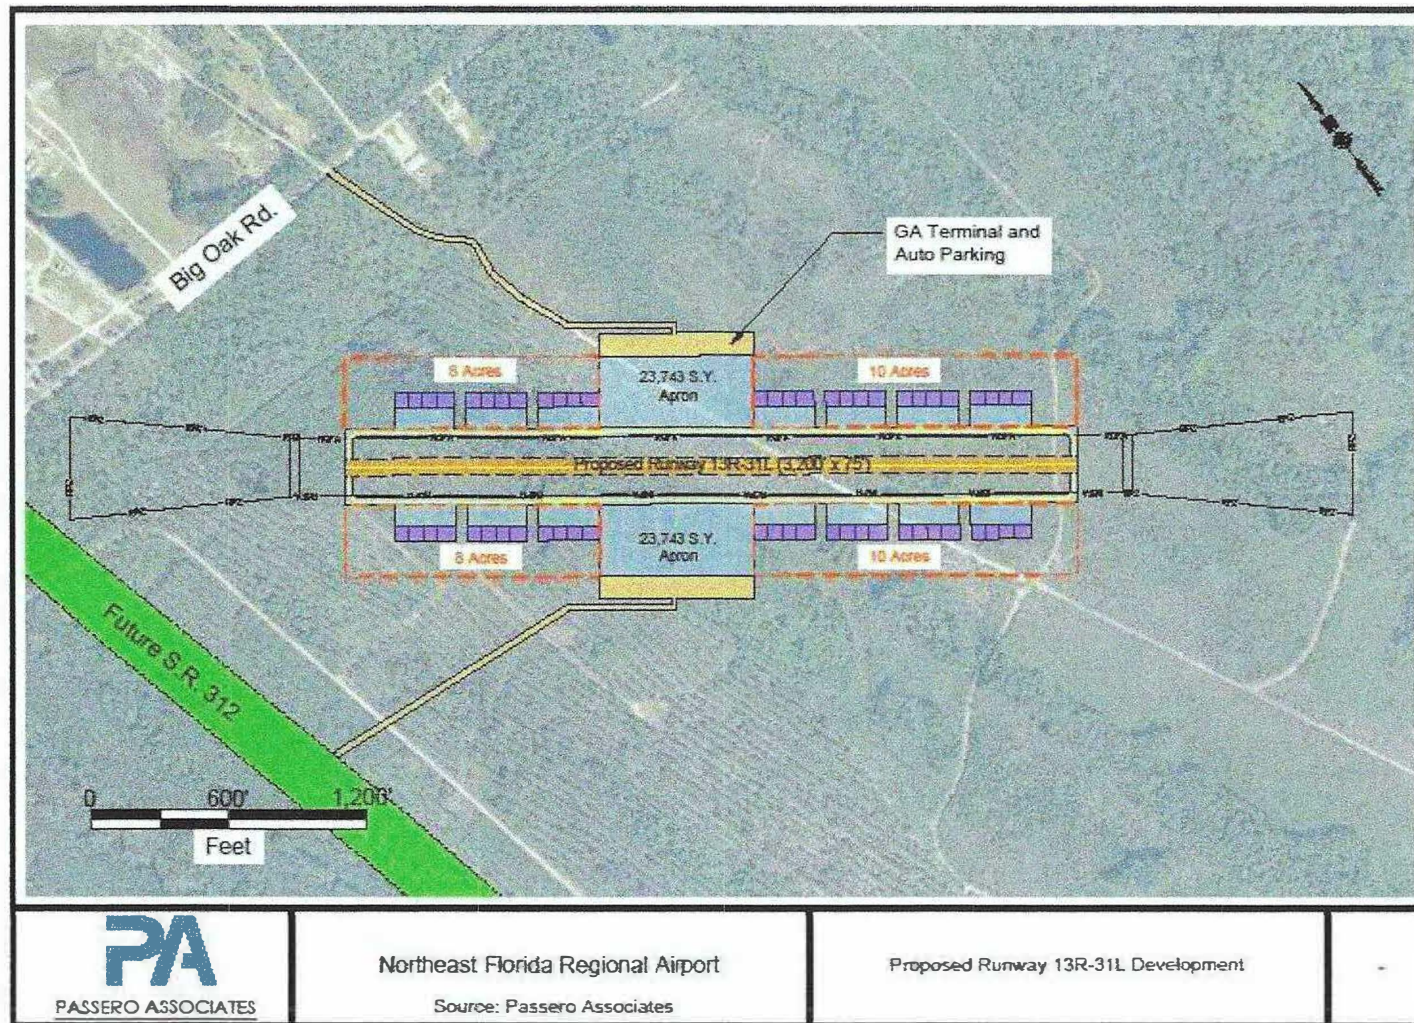 Big Oak Rd.
GA Terminal and
Auto Parking
8 Acres
23,743 S.Y.
Apron
10 Acres
Proposed Runway 13R-31L (3,200' x 75')
8 Acres
23,743 S.Y.
Apron
10 Acres
Future S.R. 312
0 600' 1,200'
Feet
PA
PASSERO ASSOCIATES
Northeast Florida Regional Airport
Source: Passero Associates
Proposed Runway 13R-31L Development